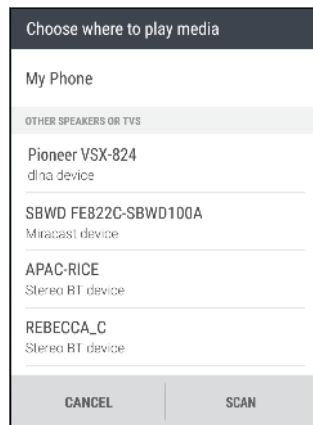 Choose where to play media
My Phone
OTHER SPEAKERS OR TVS
Pioneer VSX-824
dlna device
SBWD FE822C-SBWD100A
Miracast device
APAC-RICE
Stereo BT device
REBECCA_C
Stereo BT device
CANCEL
SCAN